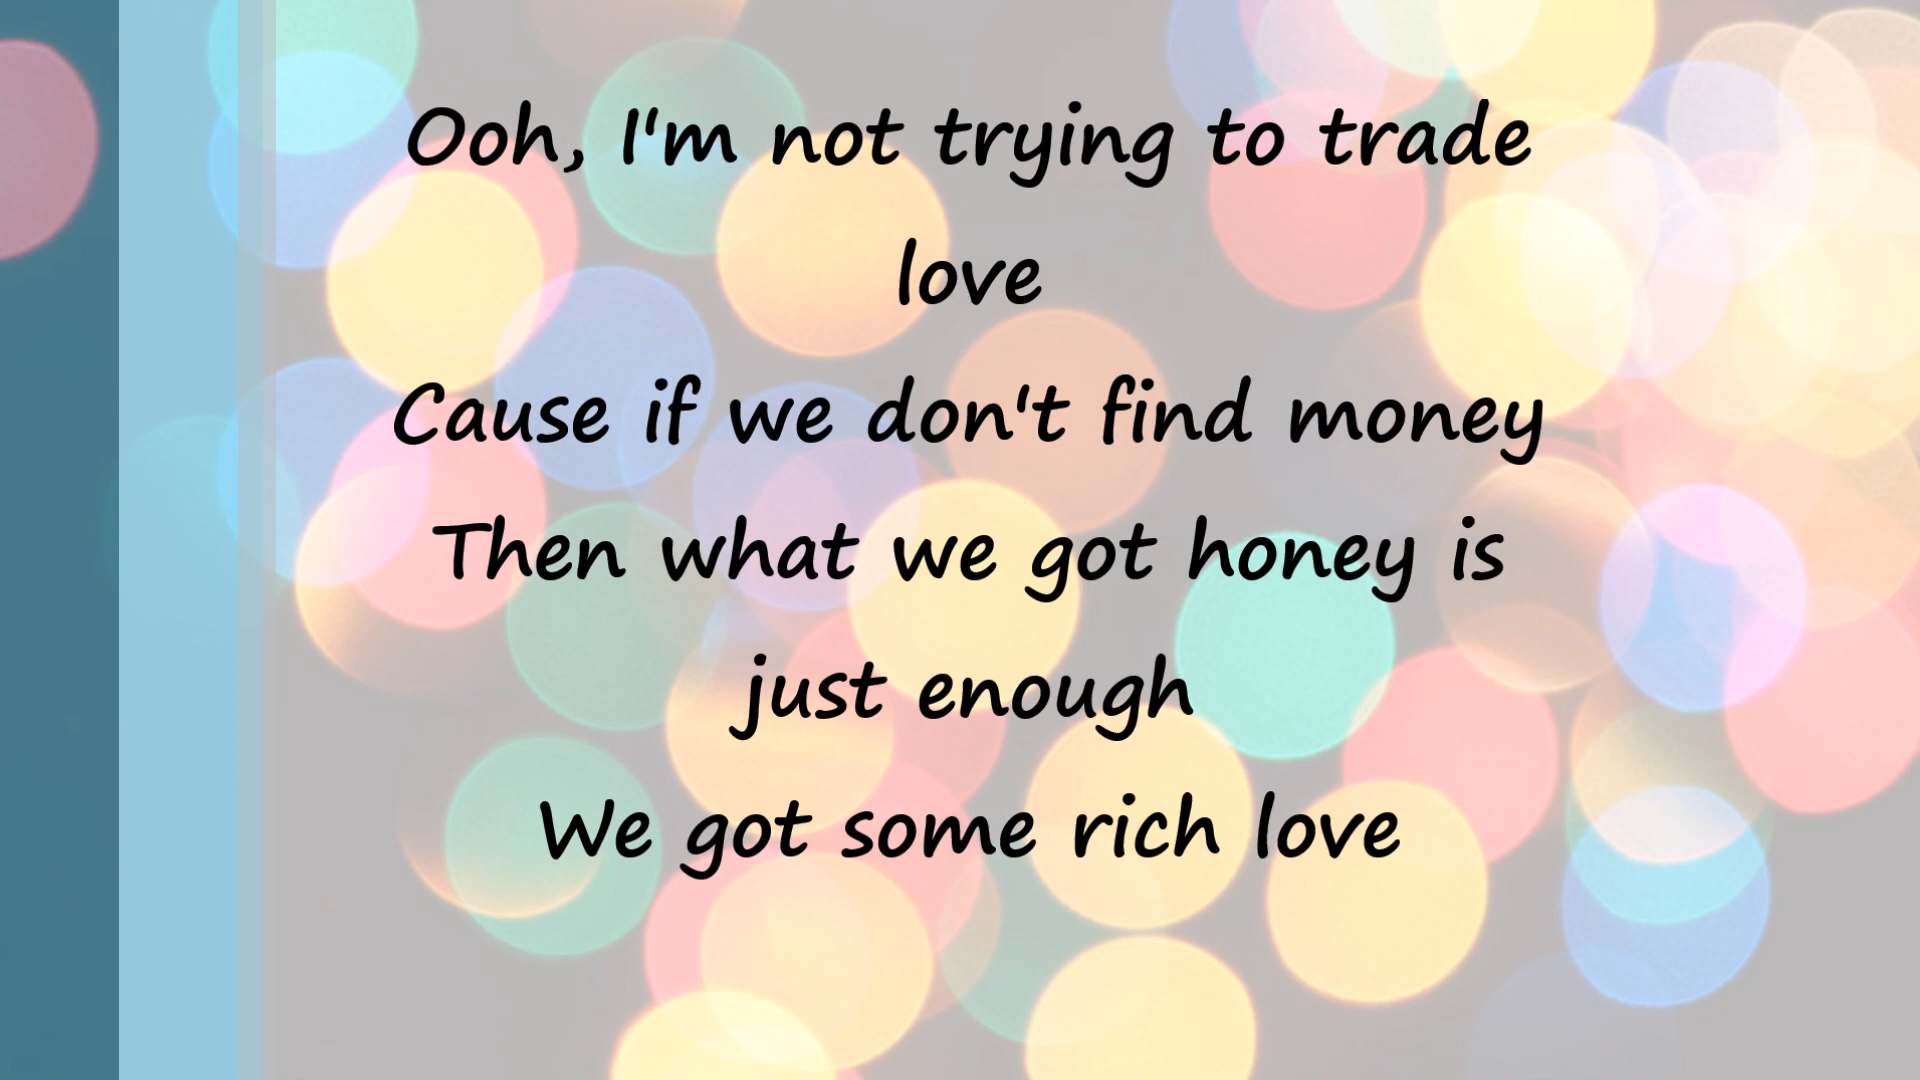 Ooh, I'm not trying to trade
love
Cause if we don't find money
Then what we got honey is
just enough
We got some rich love